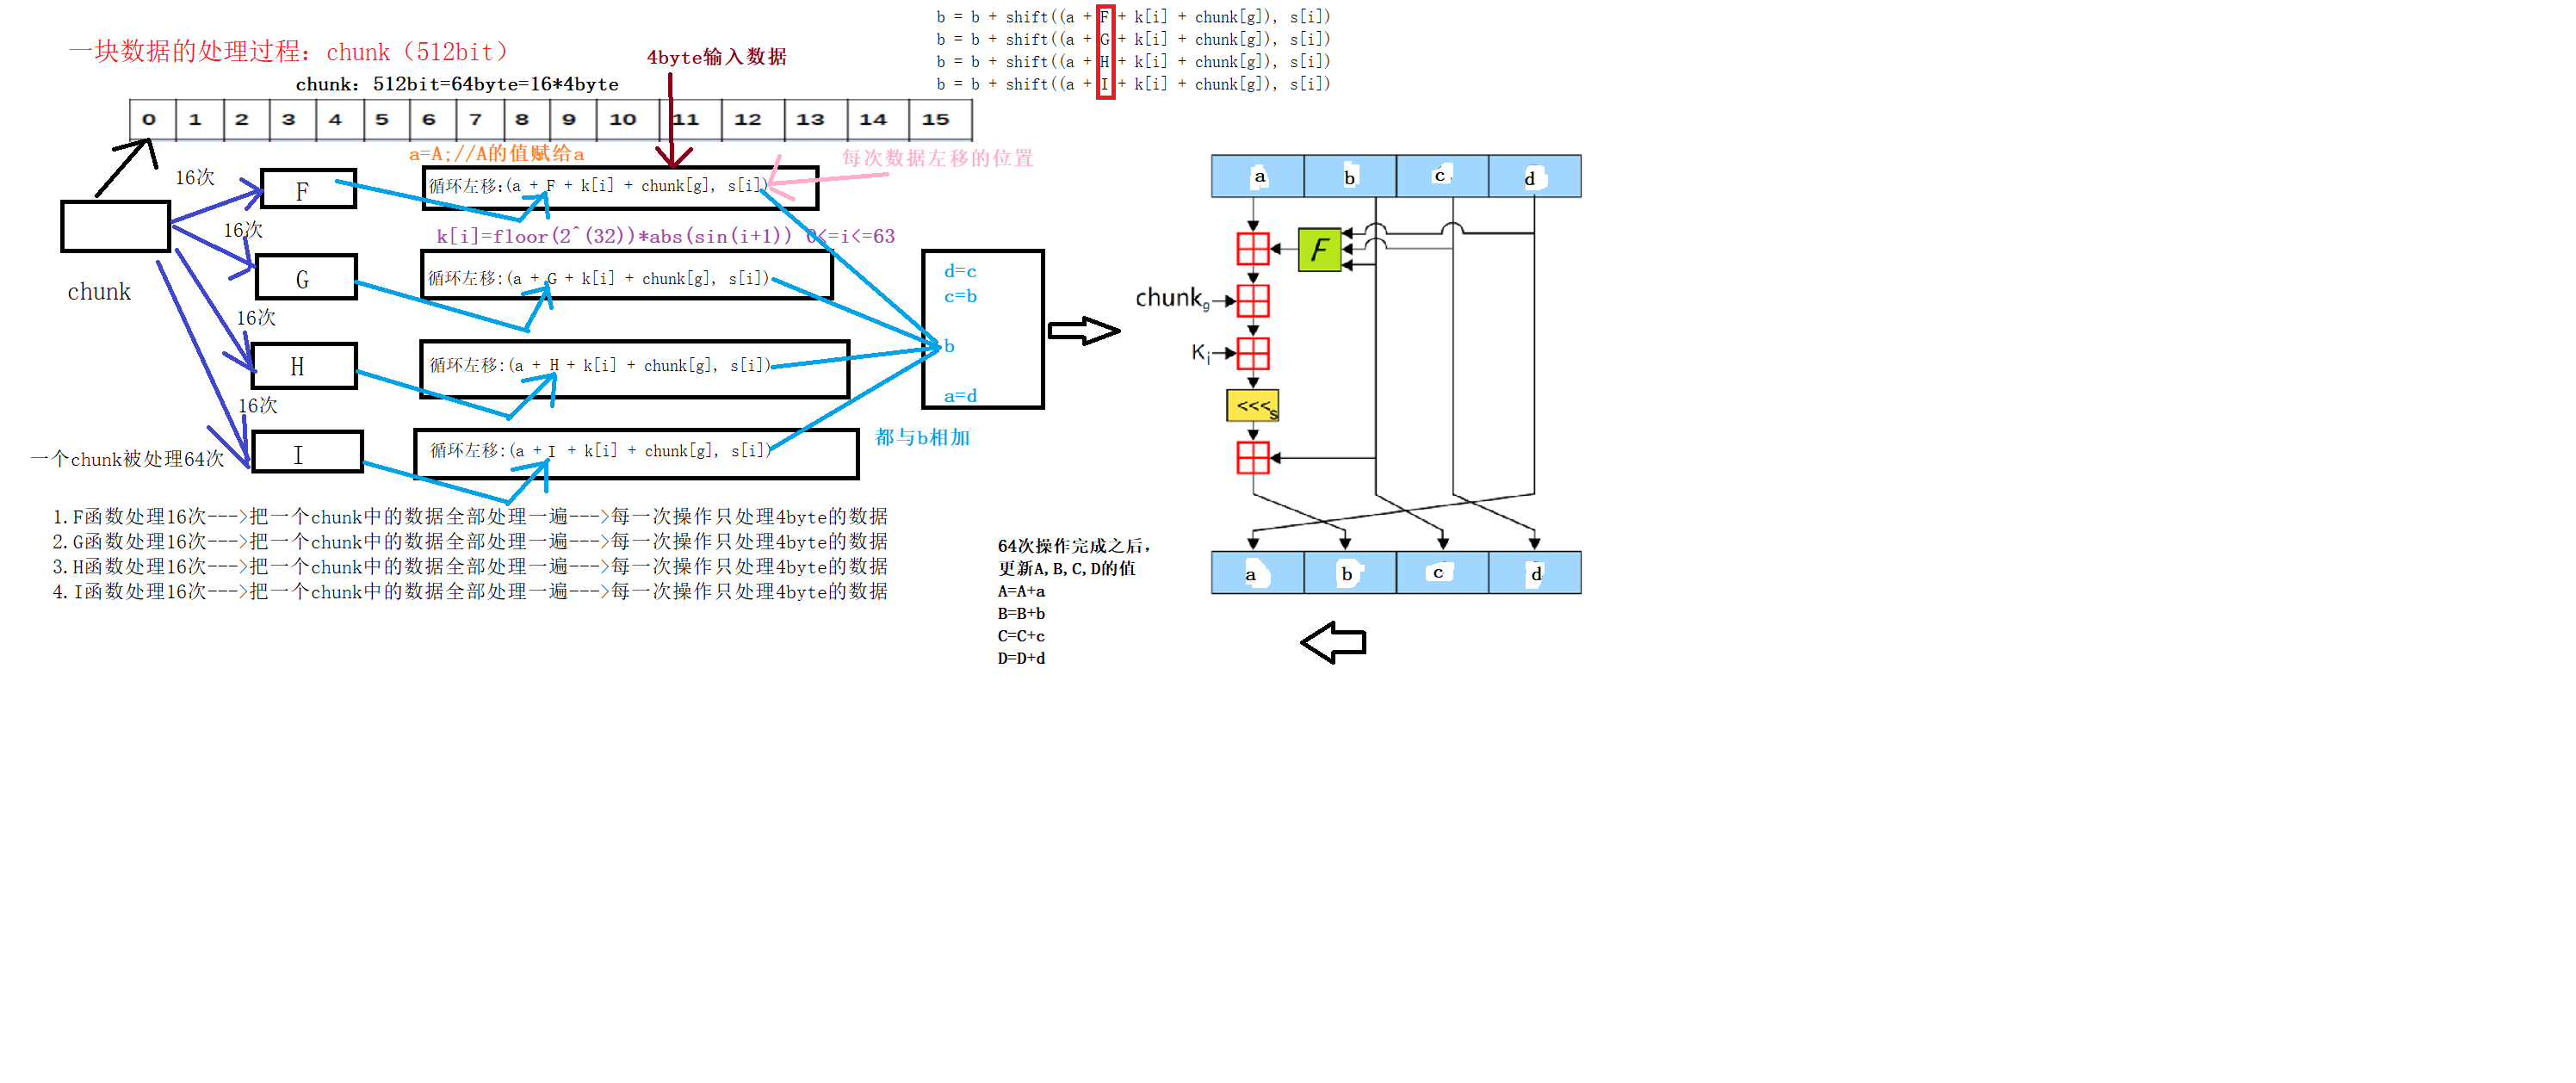 一块数据的处理过程：chunk（512bit）
4byte输入数据
chunk：512bit=64byte=16*4byte
0 1 2 3 4 5 6 7 8 9 10 11 12 13 14 15
a=A;//A的值赋给a
每次数据左移的位置
16次
F
循环左移:(a + F + k[i] + chunk[g], s[i])
16次
k[i]=floor(2^(32))*abs(sin(i+1)) 0<=i<=63
G
循环左移:(a + G + k[i] + chunk[g], s[i])
chunk
16次
H
循环左移:(a + H + k[i] + chunk[g], s[i])
16次
I
循环左移:(a + I + k[i] + chunk[g], s[i])
一个chunk被处理64次
d=c
c=b
b
a=d
都与b相加
1.F函数处理16次--->把一个chunk中的数据全部处理一遍--->每一次操作只处理4byte的数据
2.G函数处理16次--->把一个chunk中的数据全部处理一遍--->每一次操作只处理4byte的数据
3.H函数处理16次--->把一个chunk中的数据全部处理一遍--->每一次操作只处理4byte的数据
4.I函数处理16次--->把一个chunk中的数据全部处理一遍--->每一次操作只处理4byte的数据
b = b + shift((a + F + k[i] + chunk[g]), s[i])
b = b + shift((a + G + k[i] + chunk[g]), s[i])
b = b + shift((a + H + k[i] + chunk[g]), s[i])
b = b + shift((a + I + k[i] + chunk[g]), s[i])
a b c d
F
chunkg
Ki
<<<s
a b c d
64次操作完成之后，
更新A,B,C,D的值
A=A+a
B=B+b
C=C+c
D=D+d